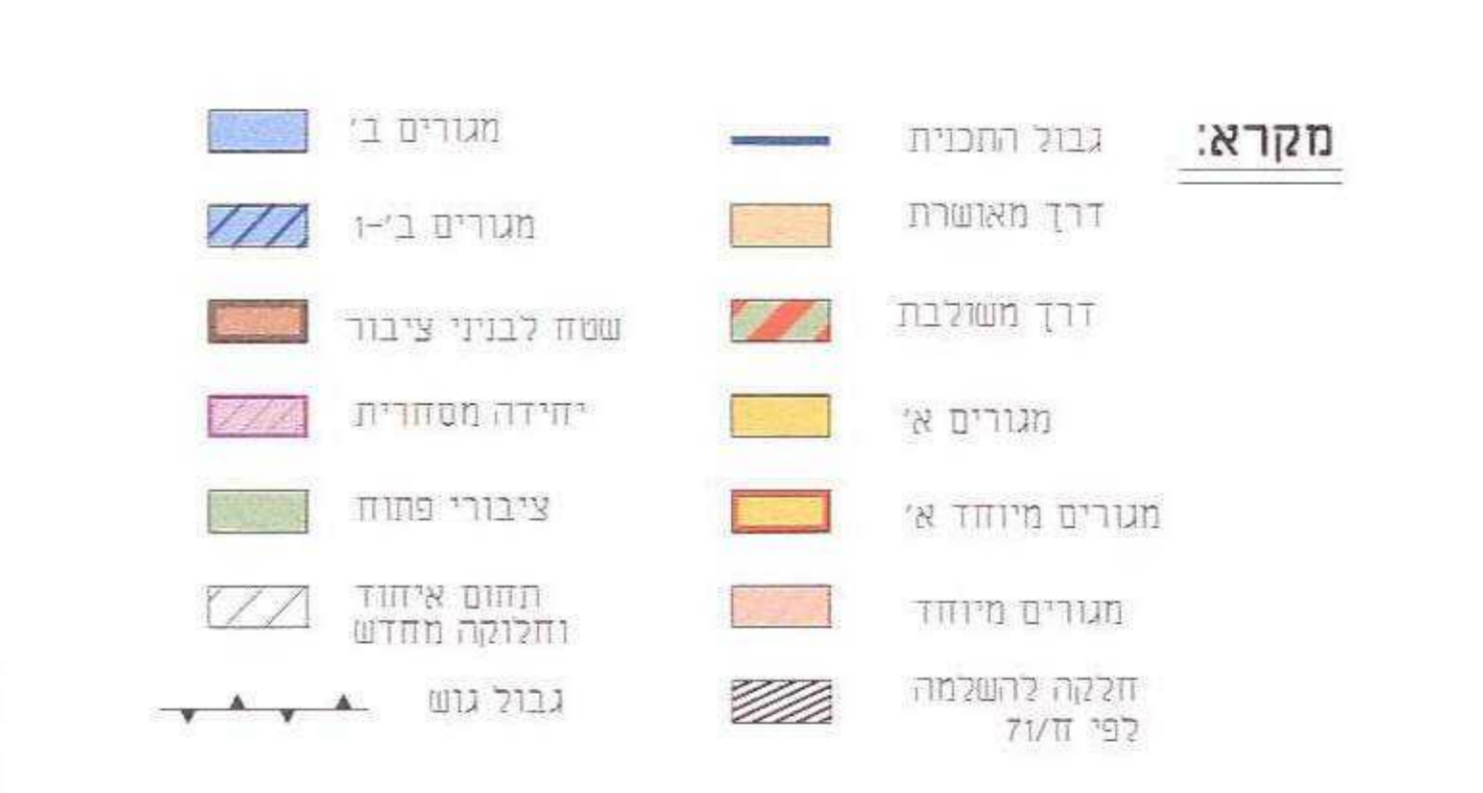 מקרא:
גבול התכנית
דרך מאושרת
דרך משולבת
מגורים א'
מגורים מיוחד א'
מגורים מיוחד
חלקה להשלמה
לפי ח/71
מגורים ב'
מגורים ב'-1
שטח לבניני ציבור
יחידה מסחרית
ציבורי פתוח
תחום איחוד
וחלוקה מחדש
גבול גוש